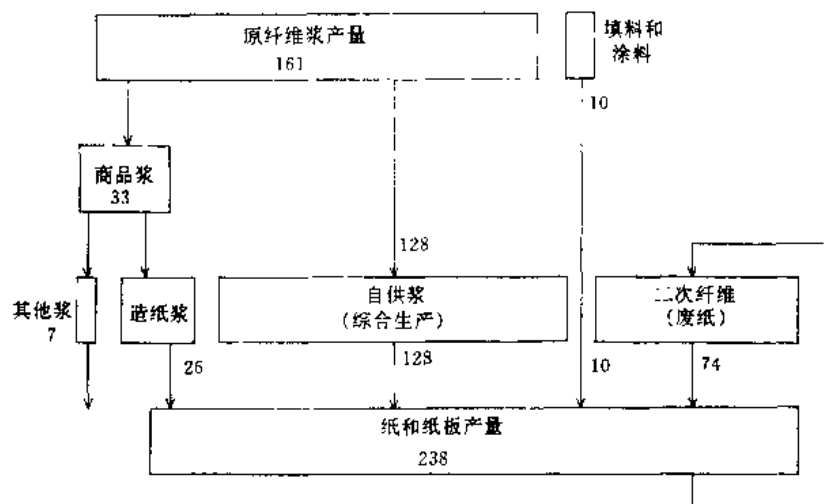 原纤维浆产量
161
填料和
涂料
10
商品浆
33
128
其他浆
7
造纸浆
自供浆
(综合生产)
二次纤维
(废纸)
26
128
10
74
纸和纸板产量
238